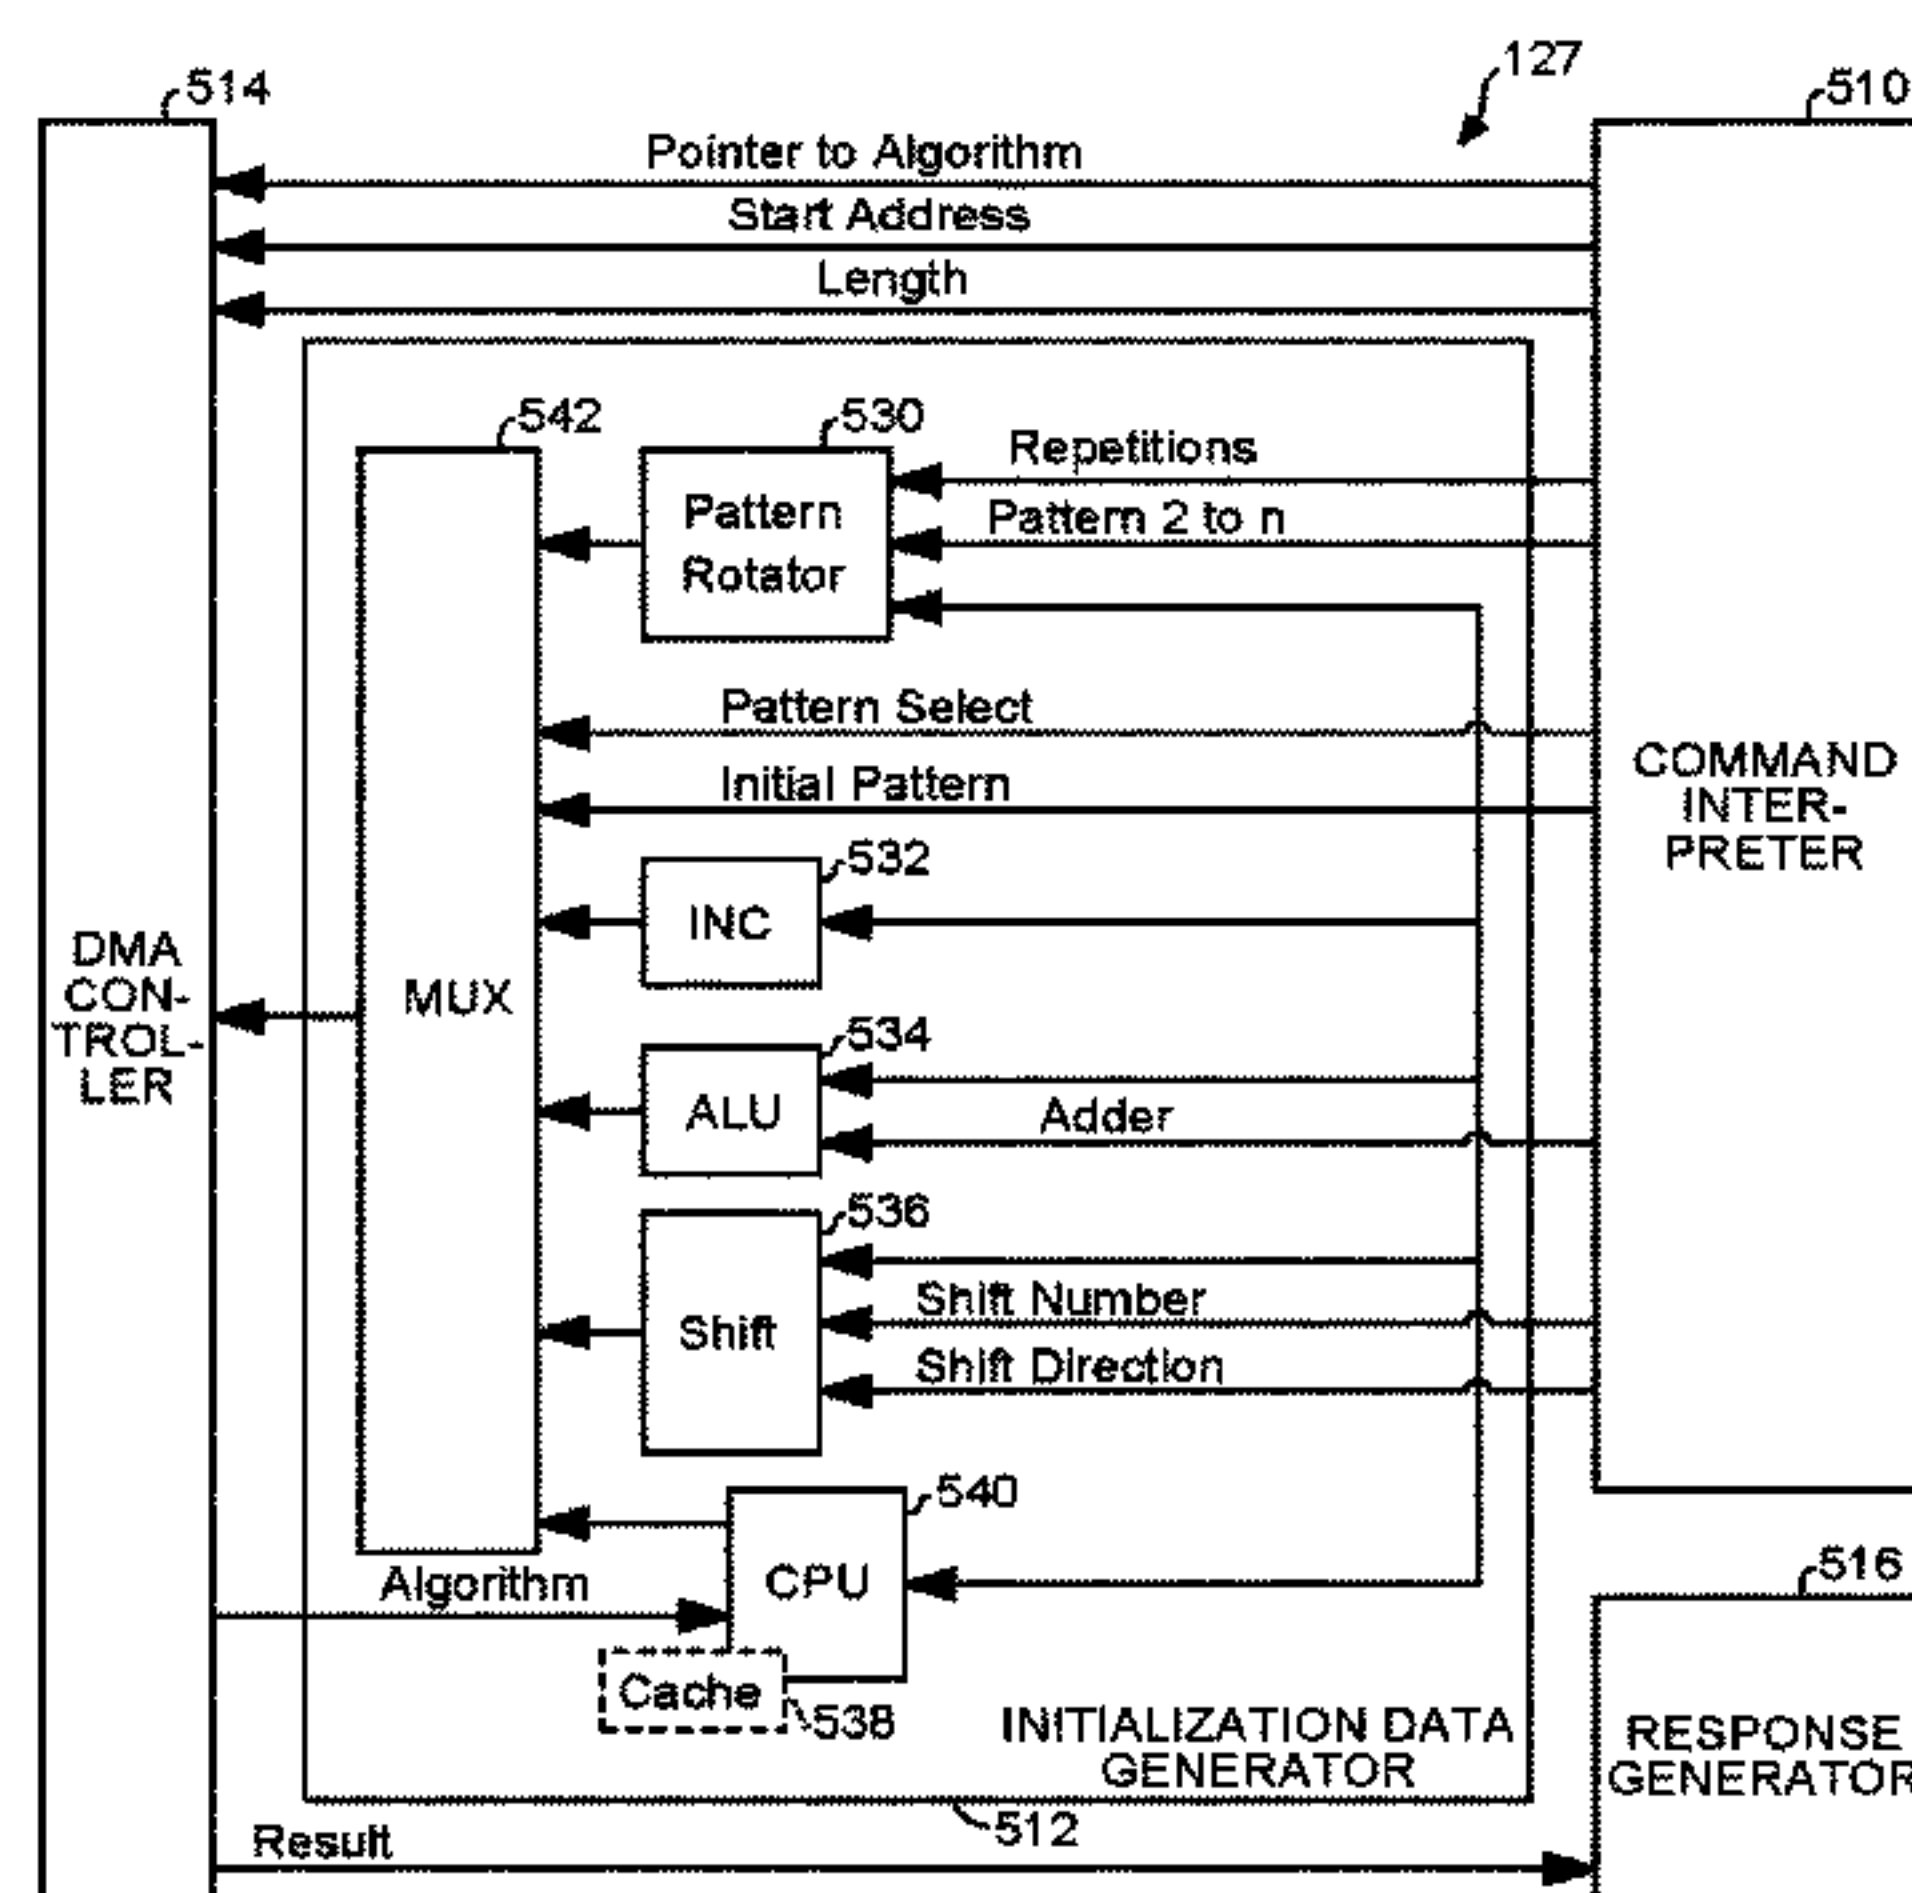 127
514
510
Pointer to Algorithm
Start Address
Length
542
530
Repetitions
Pattern 2 to n
Pattern
Rotator
Pattern Select
Initial Pattern
COMMAND
INTER-
PRETER
532
INC
DMA
CON-
TROL-
LER
MUX
534
ALU
Adder
536
Shift
Shift Number
Shift Direction
540
CPU
Algorithm
Cache
538
516
INITIALIZATION DATA
GENERATOR
RESPONSE
GENERATOR
512
Result